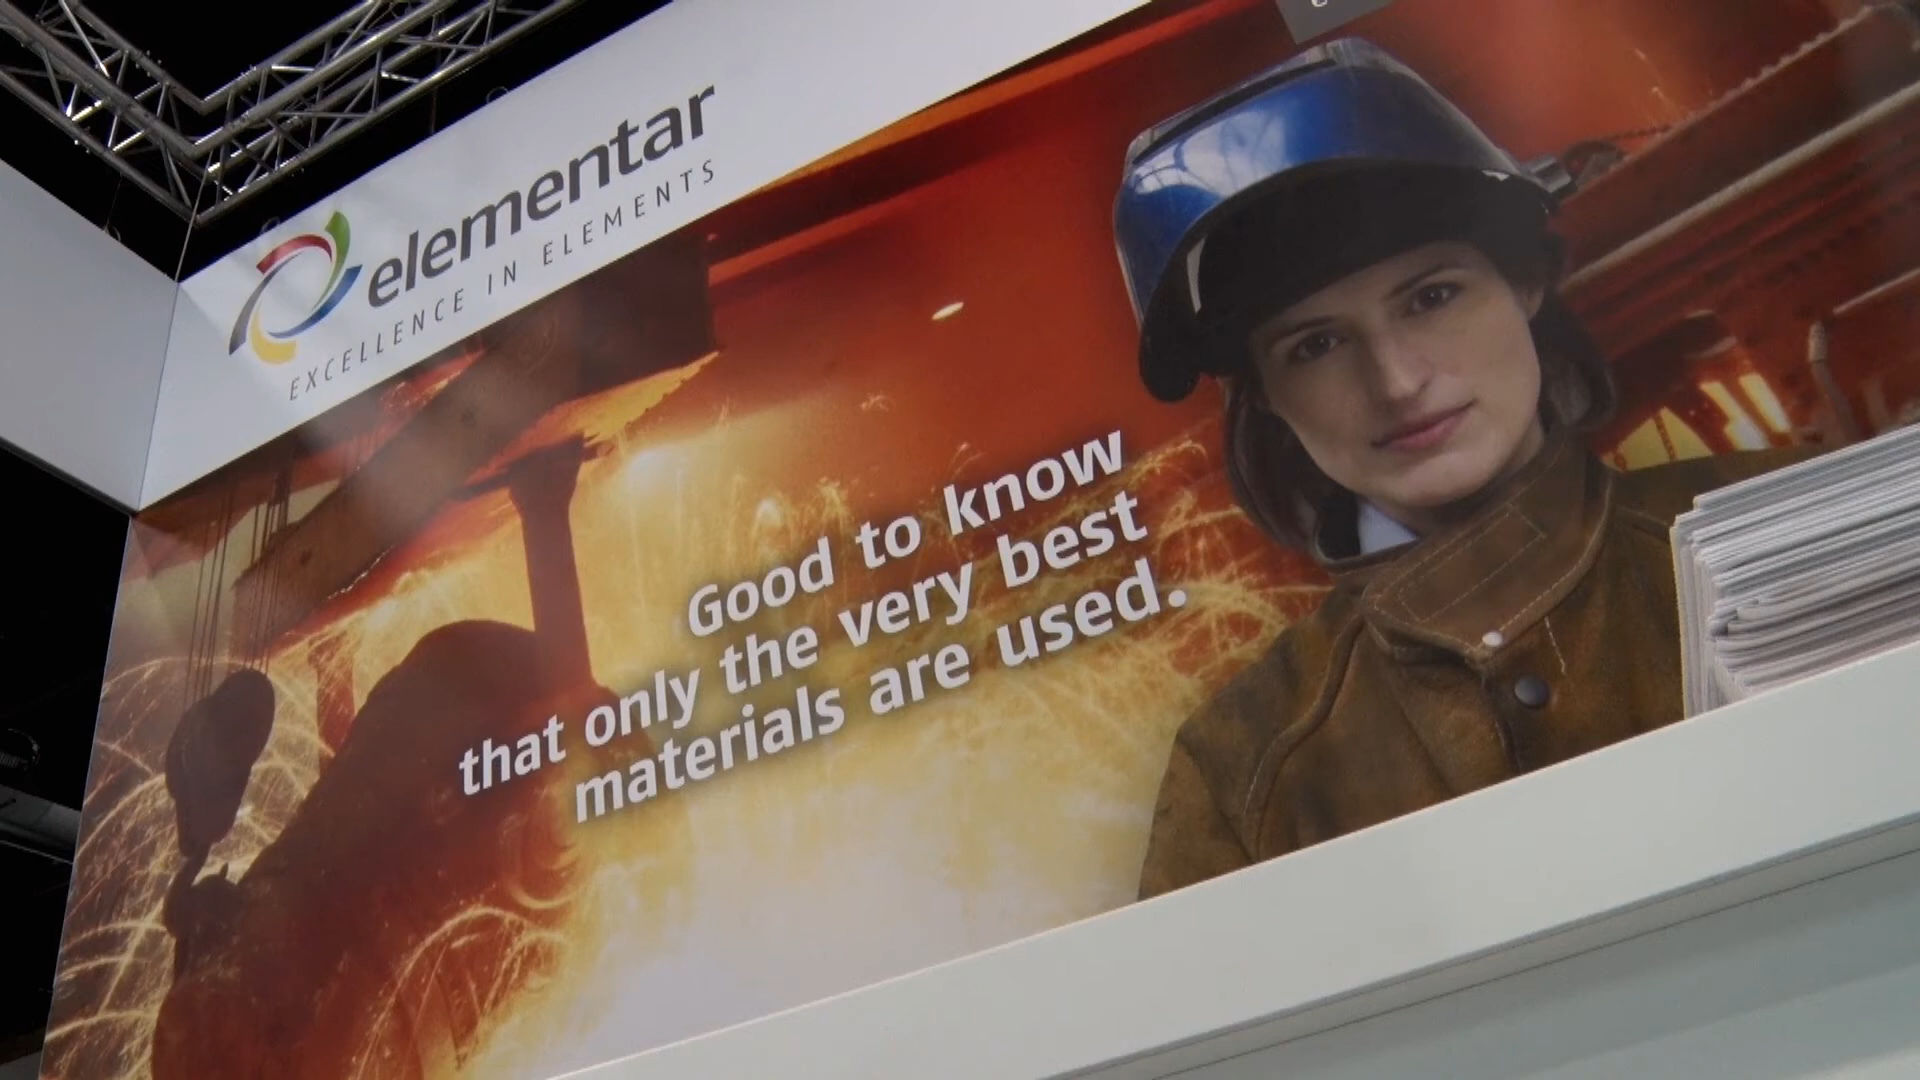 elementar
EXCELLENCE IN ELEMENTS
Good to know
that only the very best
materials are used.